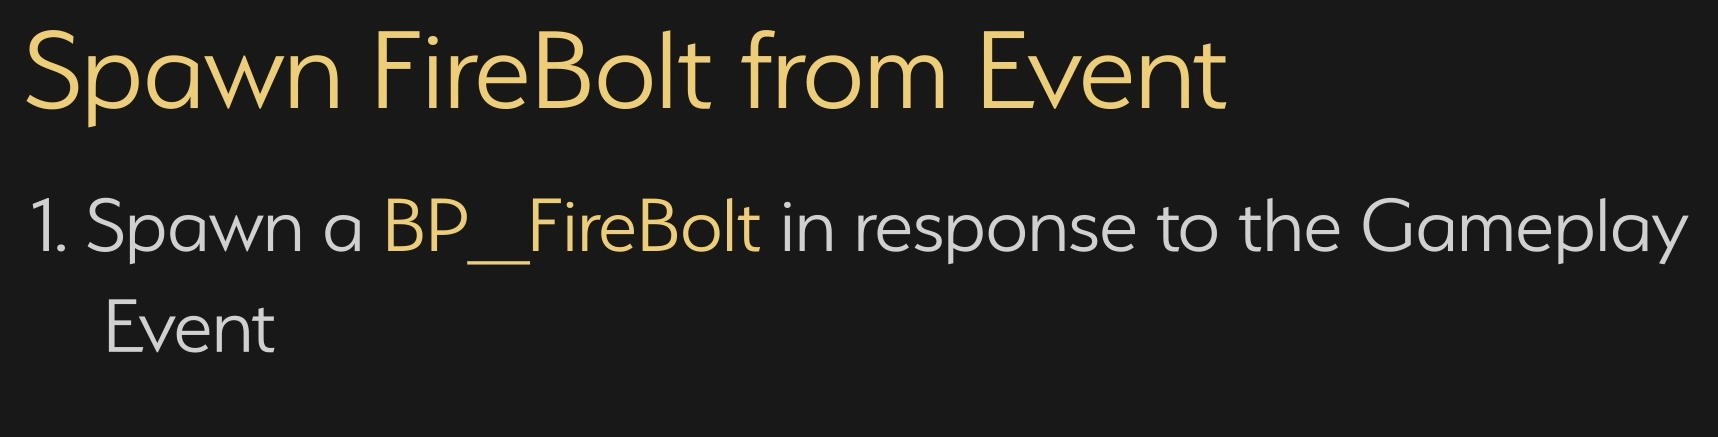 Spawn FireBolt from Event
1. Spawn a BP_FireBolt in response to the Gameplay
Event